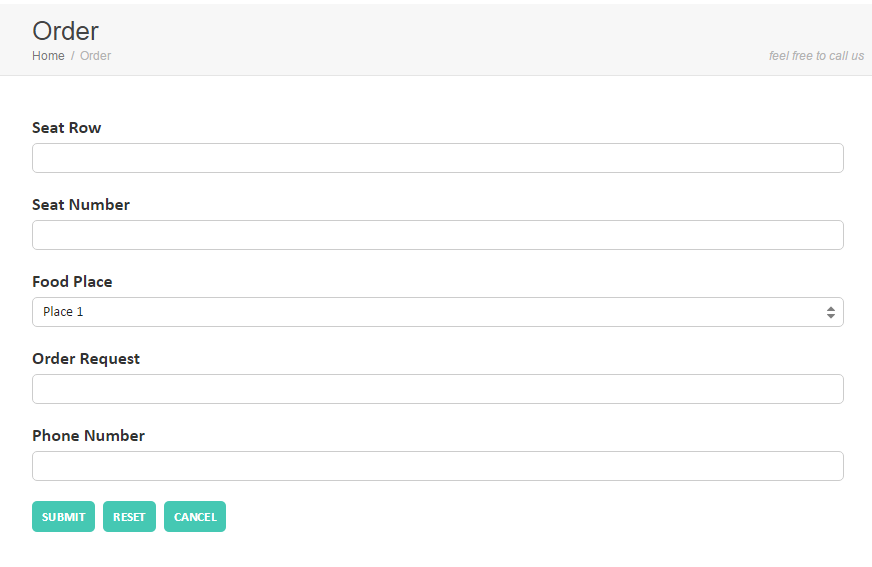 Order
Home / Order
feel free to call us
Seat Row
Seat Number
Food Place
Place 1
Order Request
Phone Number
SUBMIT RESET CANCEL